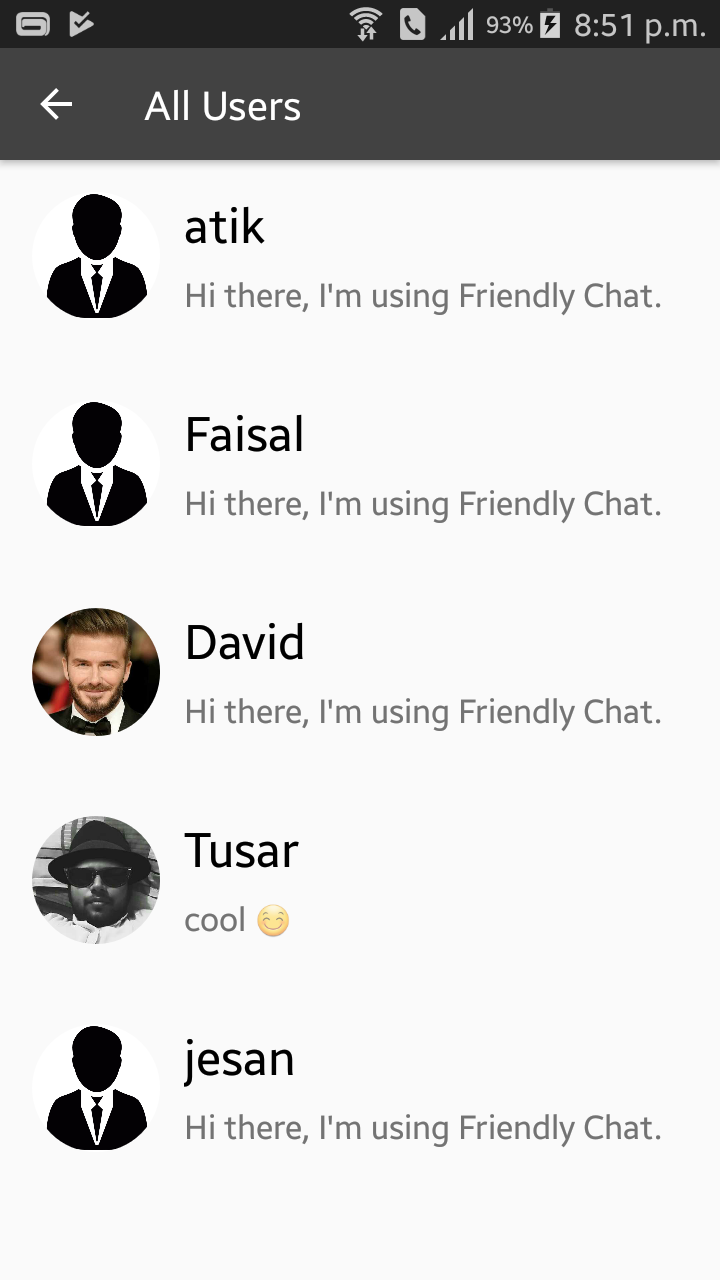 93% 8:51 p.m.
All Users
atik
Hi there, I'm using Friendly Chat.
Faisal
Hi there, I'm using Friendly Chat.
David
Hi there, I'm using Friendly Chat.
Tusar
cool 😊
jesan
Hi there, I'm using Friendly Chat.